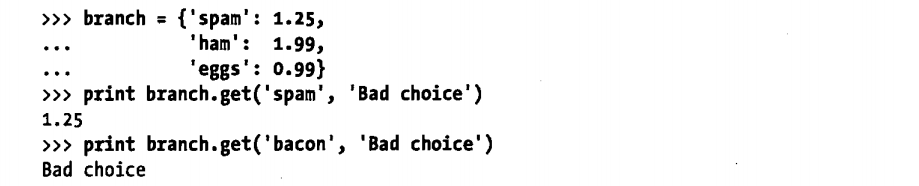 >>> branch = {'spam': 1.25,
...           'ham':  1.99,
...           'eggs': 0.99}
>>> print branch.get('spam', 'Bad choice')
1.25
>>> print branch.get('bacon', 'Bad choice')
Bad choice